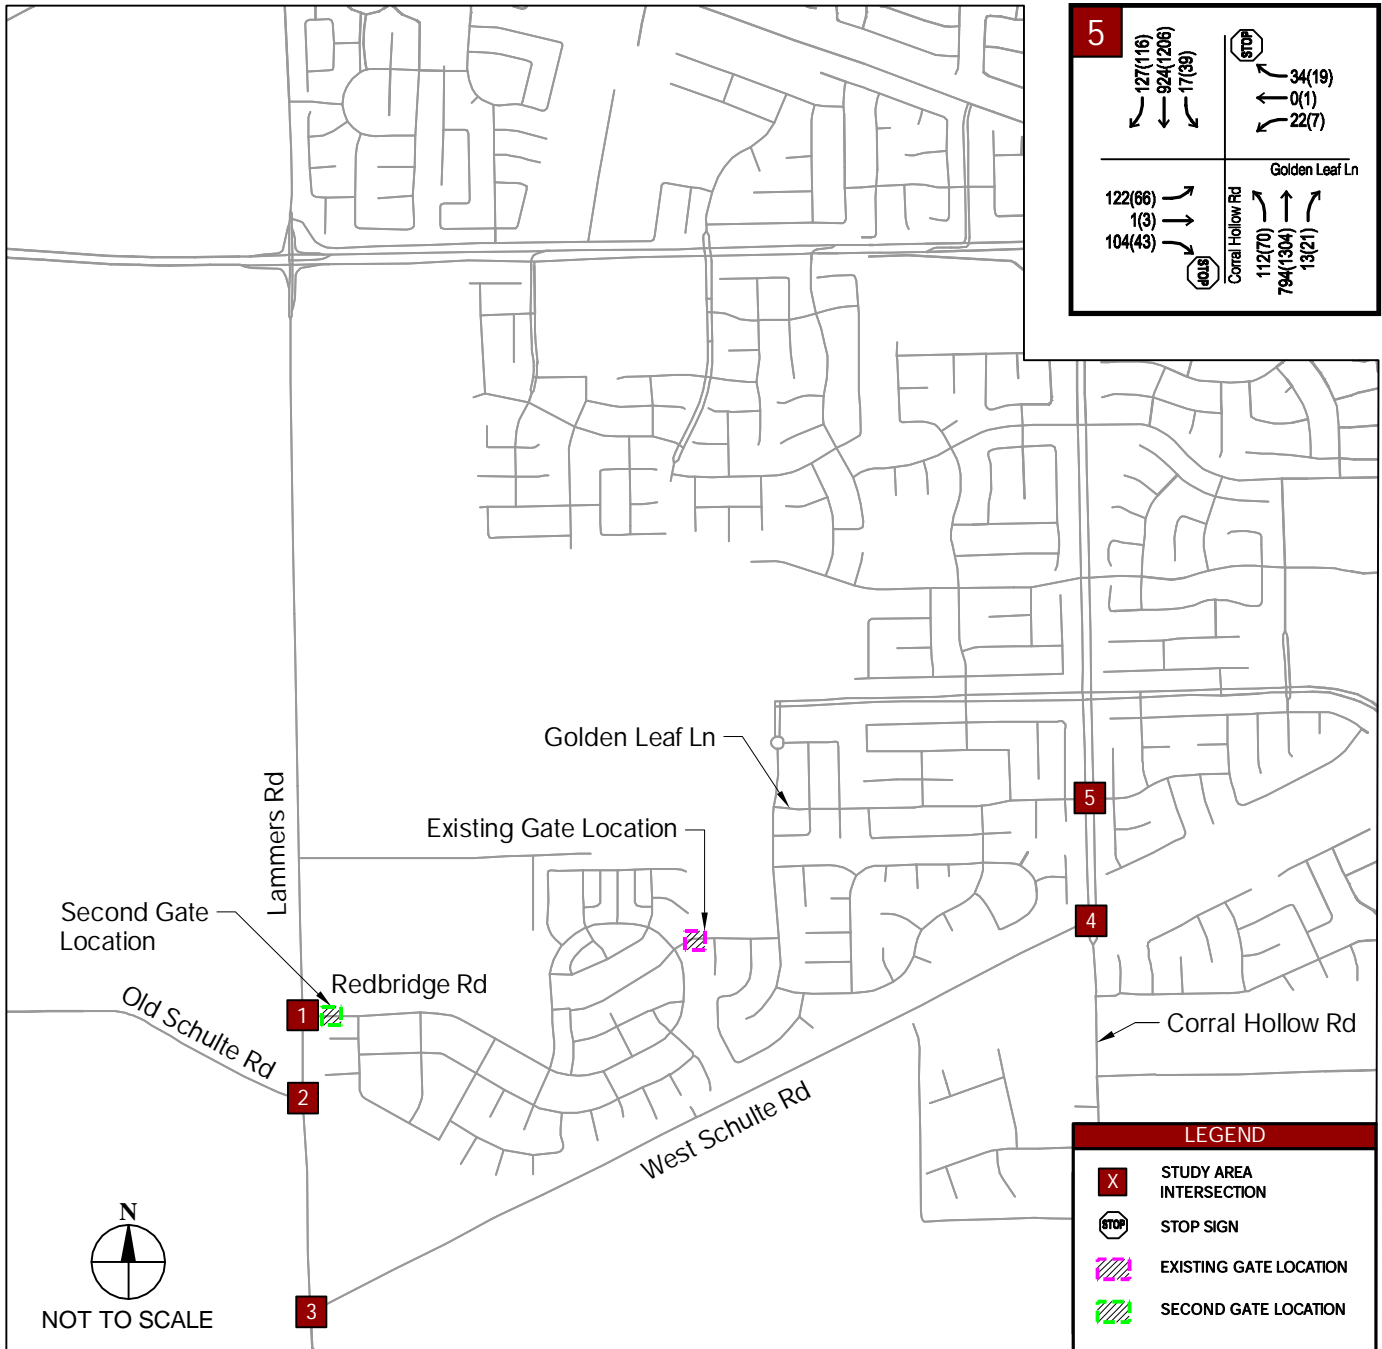 5
127(116)
924(1206)
17(39)
STOP
34(19)
0(1)
22(7)
Golden Leaf Ln
Corral Hollow Rd
122(66)
1(3)
104(43)
STOP
112(70)
794(1304)
13(21)
Golden Leaf Ln
Existing Gate Location
Lammers Rd
Second Gate
Location
Redbridge Rd
Old Schulte Rd
West Schulte Rd
Corral Hollow Rd
5
4
1
2
3
N
NOT TO SCALE
LEGEND
X
STUDY AREA
INTERSECTION
STOP
STOP SIGN
EXISTING GATE LOCATION
SECOND GATE LOCATION